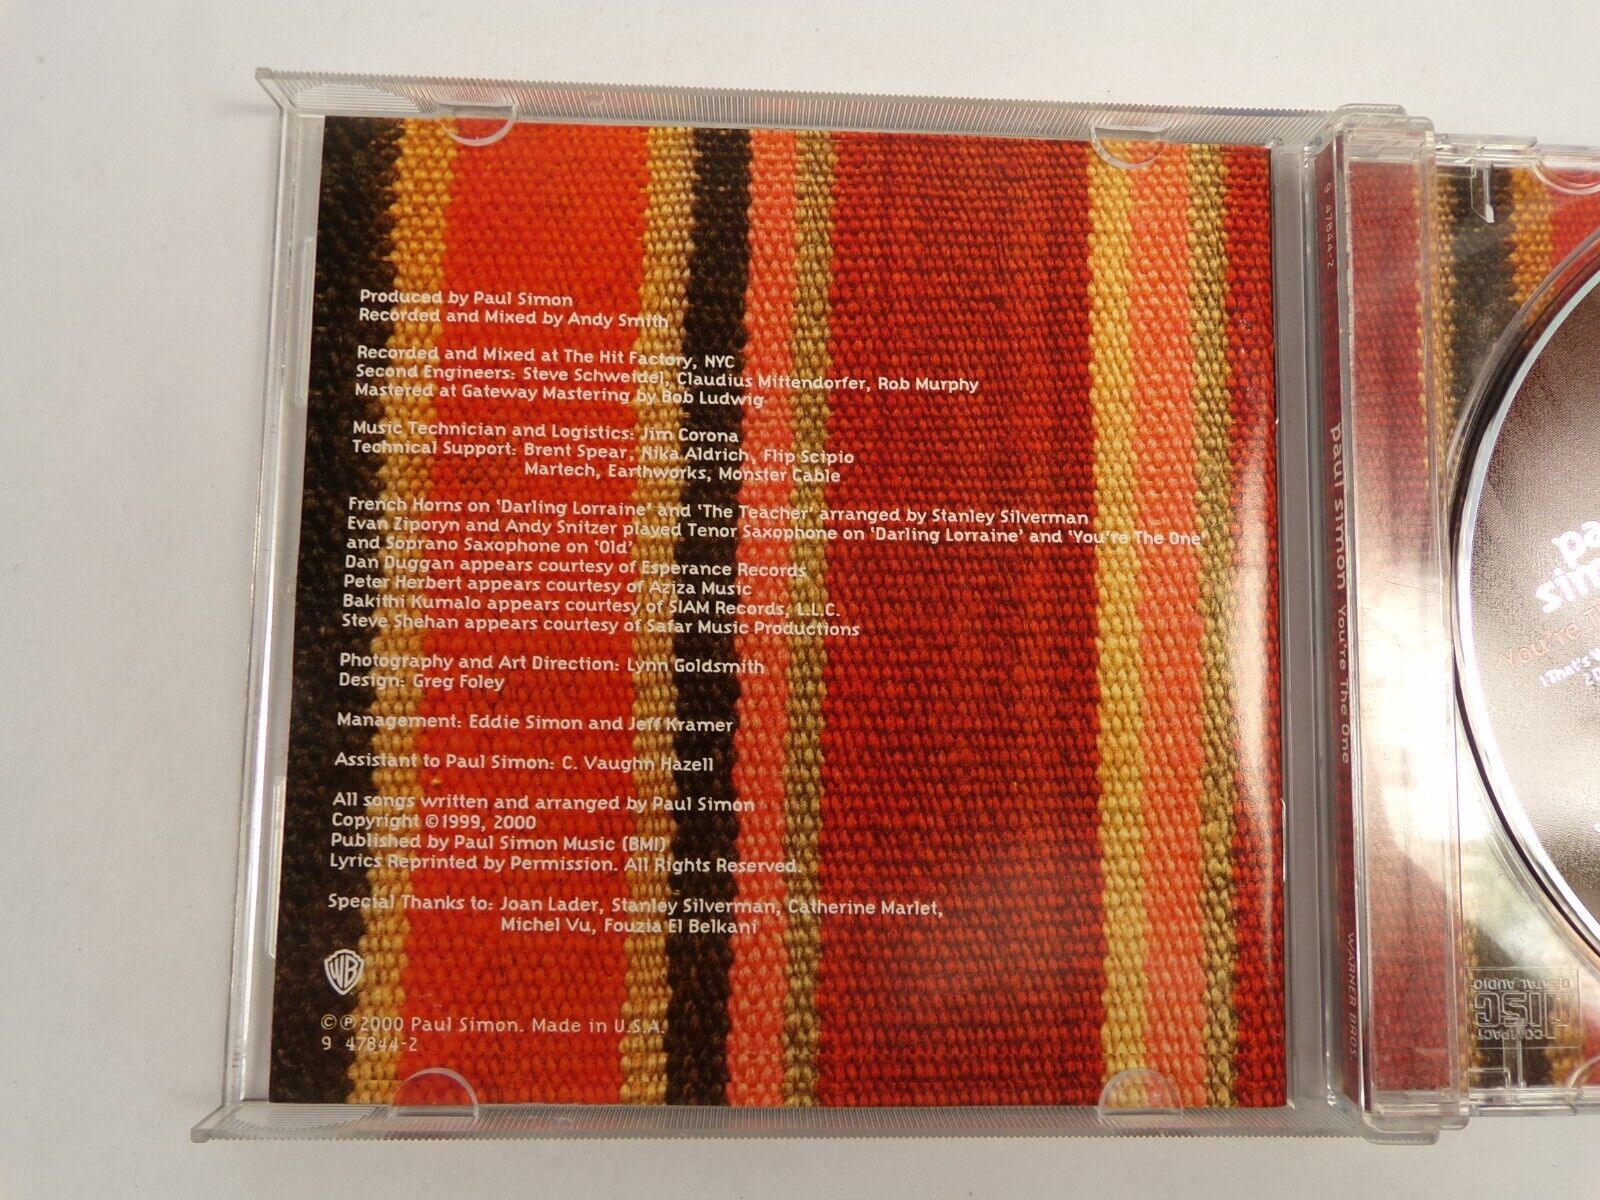 Produced by Paul Simon
Recorded and Mixed by Andy Smith
Recorded and Mixed at The Hit Factory, NYC
Second Engineers: Steve Schweidel, Claudius Mittendorfer, Rob Murphy
Mastered at Gateway Mastering by Bob Ludwig
Music Technician and Logistics: Jim Corona
Technical Support: Brent Spear, Nika Aldrich, Flip Scipio
Martech, Earthworks, Monster Cable
French Horns on ‘Darling Lorraine’ and ‘The Teacher’ arranged by Stanley Silverman
Evan Ziporyn and Andy Snitzer played Tenor Saxophone on ‘Darling Lorraine’ and ‘You’re The One’
and Soprano Saxophone on ‘Old’
Dan Duggan appears courtesy of Esperance Records
Peter Herbert appears courtesy of Aziza Music
Bakithi Kumalo appears courtesy of SIAM Records, L.L.C.
Steve Shehan appears courtesy of Safar Music Productions
Photography and Art Direction: Lynn Goldsmith
Design: Greg Foley
Management: Eddie Simon and Jeff Kramer
Assistant to Paul Simon: C. Vaughn Hazell
All songs written and arranged by Paul Simon
Copyright ©1999, 2000
Published by Paul Simon Music (BMI)
Lyrics Reprinted by Permission. All Rights Reserved.
Special Thanks to: Joan Lader, Stanley Silverman, Catherine Marlet,
Michel Vu, Fouzia El Belkani
WB
©℗2000 Paul Simon. Made in U.S.A.
9 47844-2
9 47844-2
paul simon You're The One
WARNER BROS.
pa
sim
You're T
COMPACT
DISC
DIGITAL AUDIO